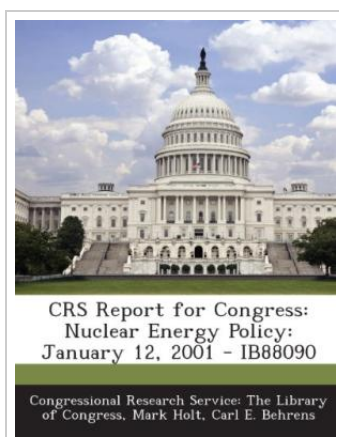 CRS Report for Congress:
Nuclear Energy Policy:
January 12, 2001 - IB88090
Congressional Research Service: The Library
of Congress, Mark Holt, Carl E. Behrens